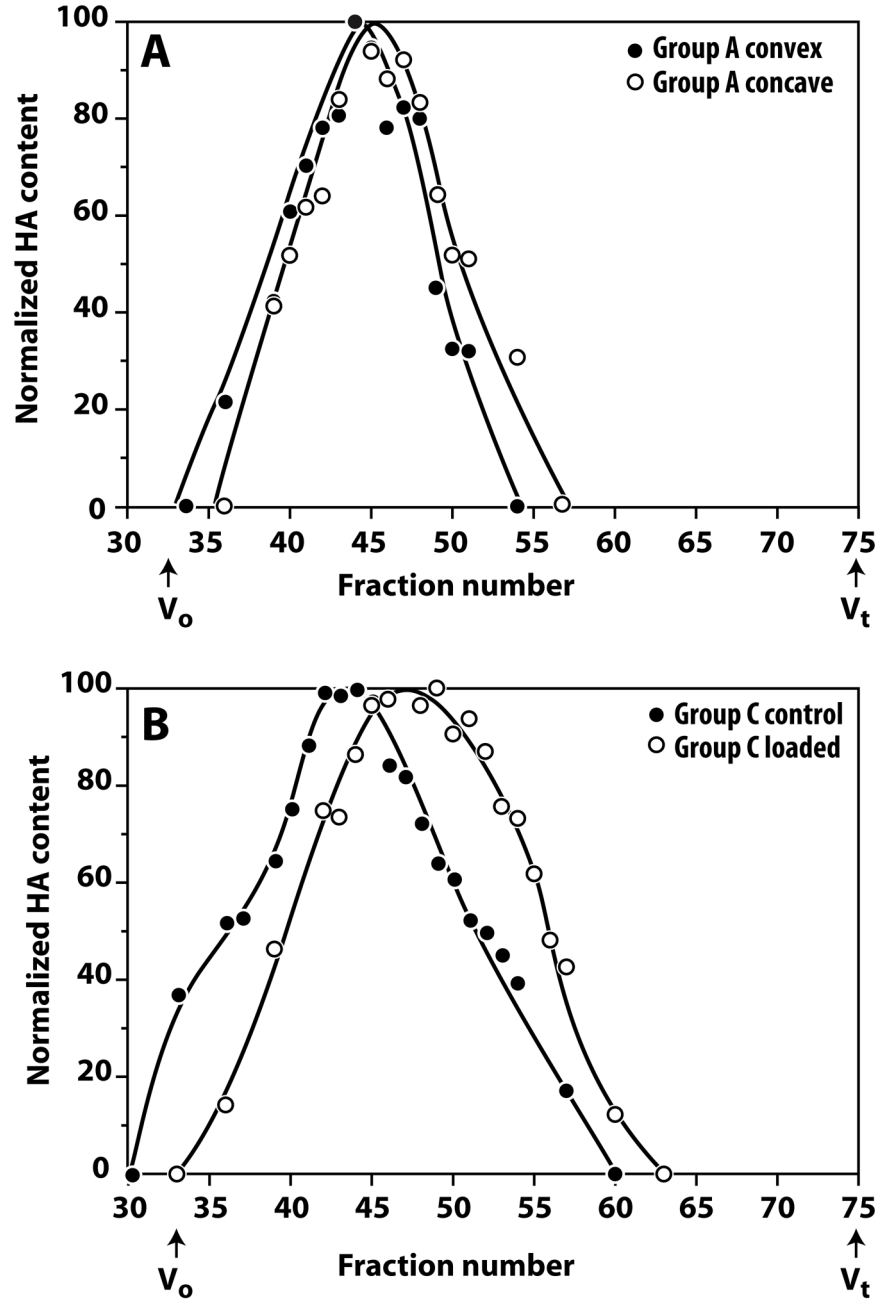 A
Group A convex
Group A concave
Normalized HA content
100
80
60
40
20
0
30 35 40 45 50 55 60 65 70 75
Fraction number
Vo
Vt
B
Group C control
Group C loaded
Normalized HA content
100
80
60
40
20
0
30 35 40 45 50 55 60 65 70 75
Fraction number
Vo
Vt